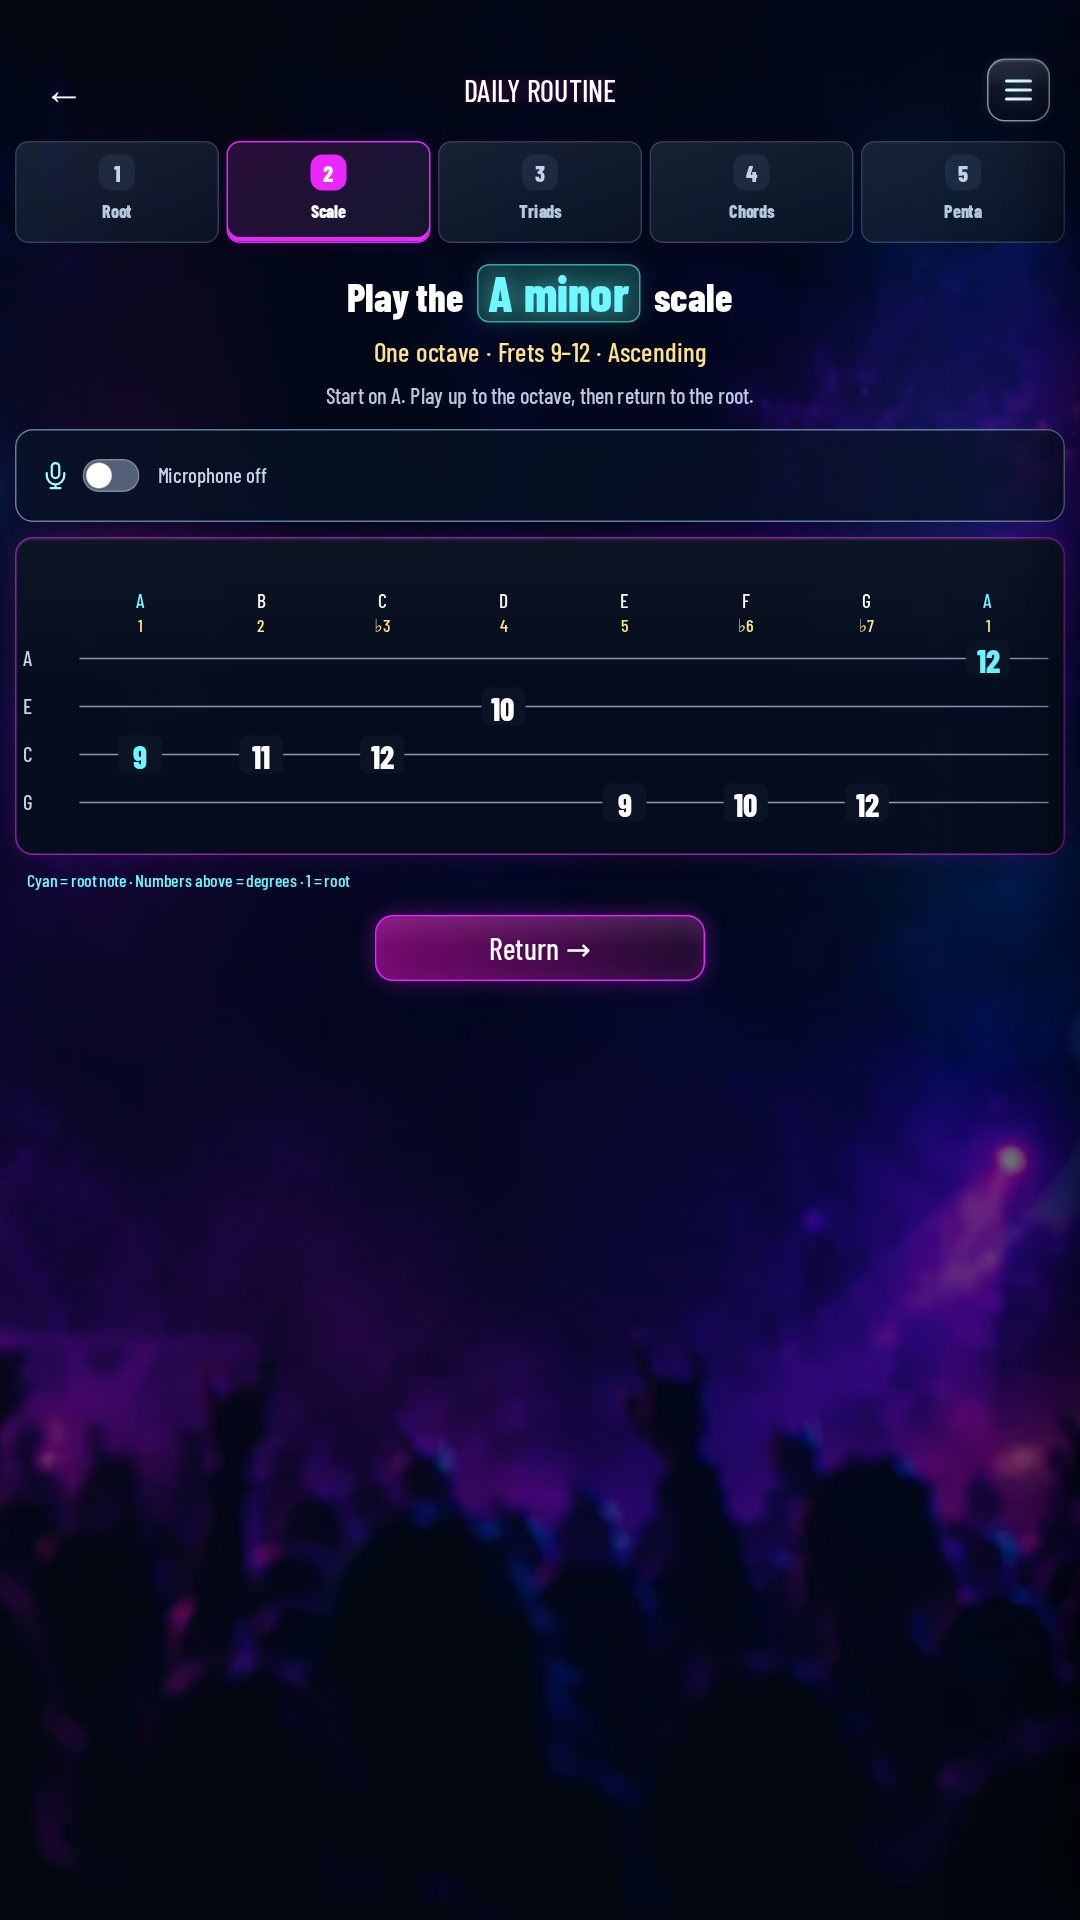 ← DAILY ROUTINE
1 2 3 4 5
Root Scale Triads Chords Penta
Play the A minor scale
One octave · Frets 9–12 · Ascending
Start on A. Play up to the octave, then return to the root.
Microphone off
A B C D E F G A
1 2 ♭3 4 5 ♭6 ♭7 1
A 12
E 10
C 9 11 12
G 9 10 12
Cyan = root note · Numbers above = degrees · 1 = root
Return →